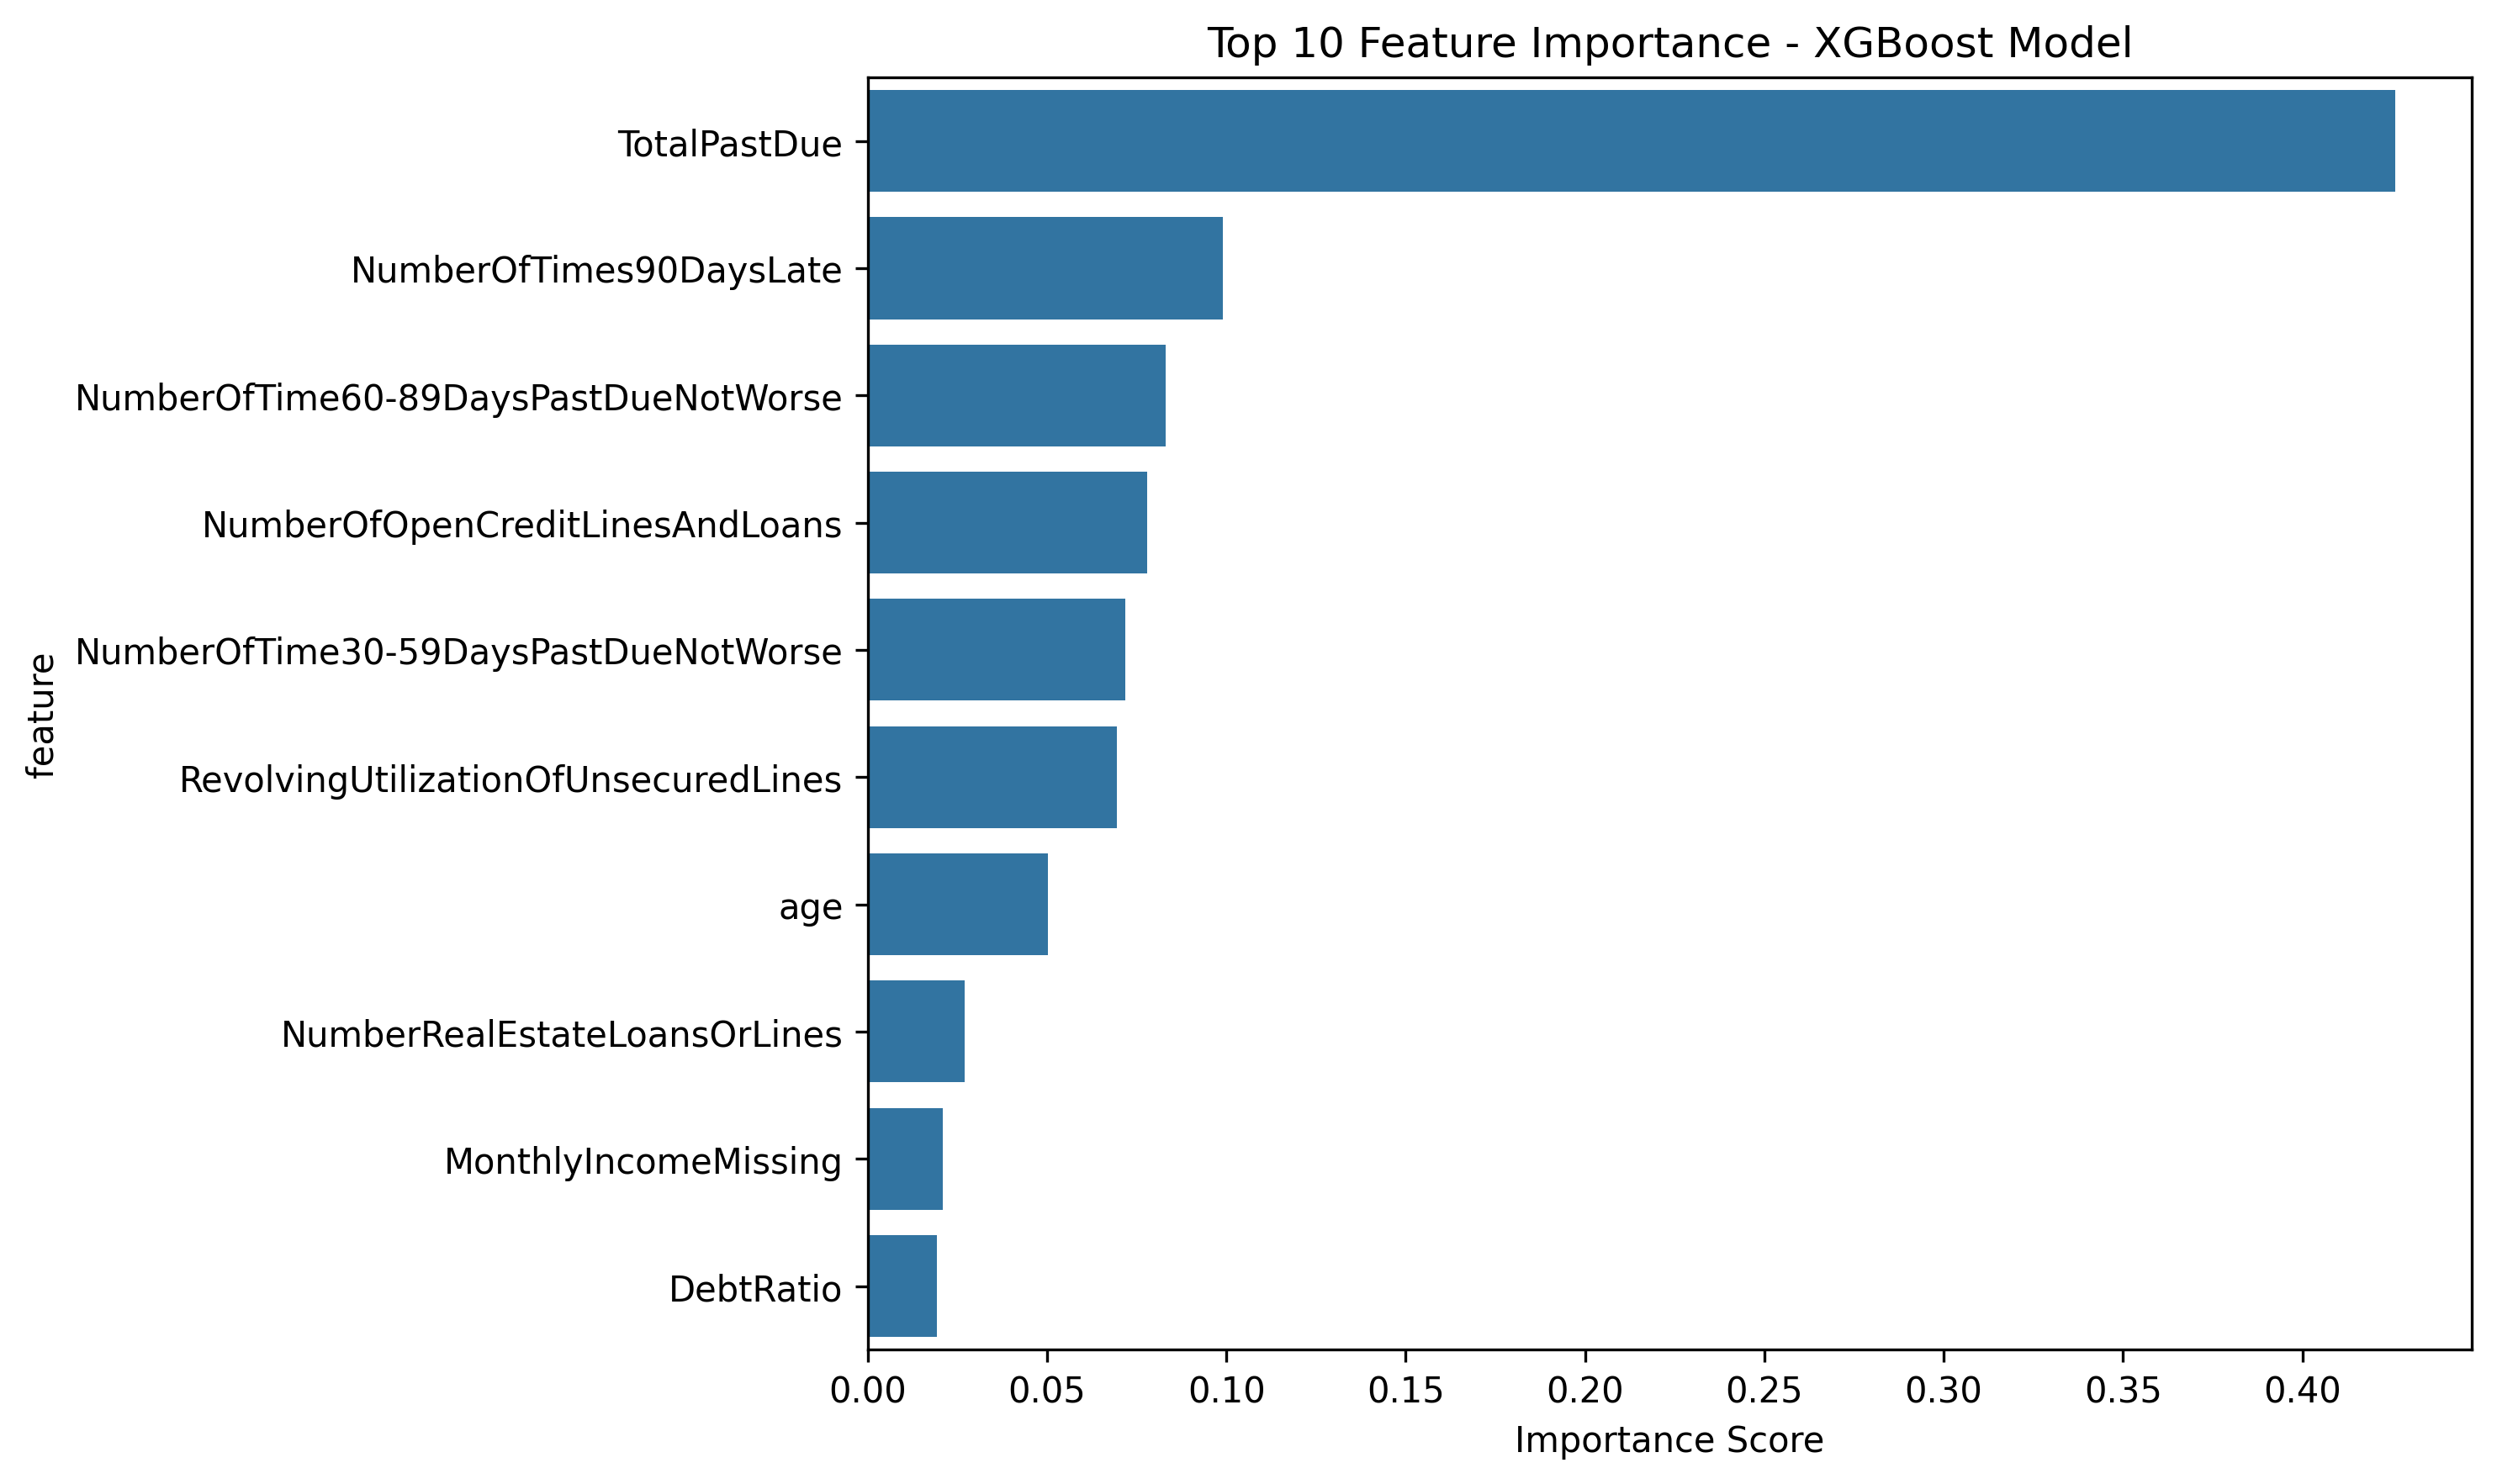 Top 10 Feature Importance - XGBoost Model
TotalPastDue
NumberOfTimes90DaysLate
NumberOfTime60-89DaysPastDueNotWorse
NumberOfOpenCreditLinesAndLoans
NumberOfTime30-59DaysPastDueNotWorse
RevolvingUtilizationOfUnsecuredLines
age
NumberRealEstateLoansOrLines
MonthlyIncomeMissing
DebtRatio
feature
0.00 0.05 0.10 0.15 0.20 0.25 0.30 0.35 0.40
Importance Score